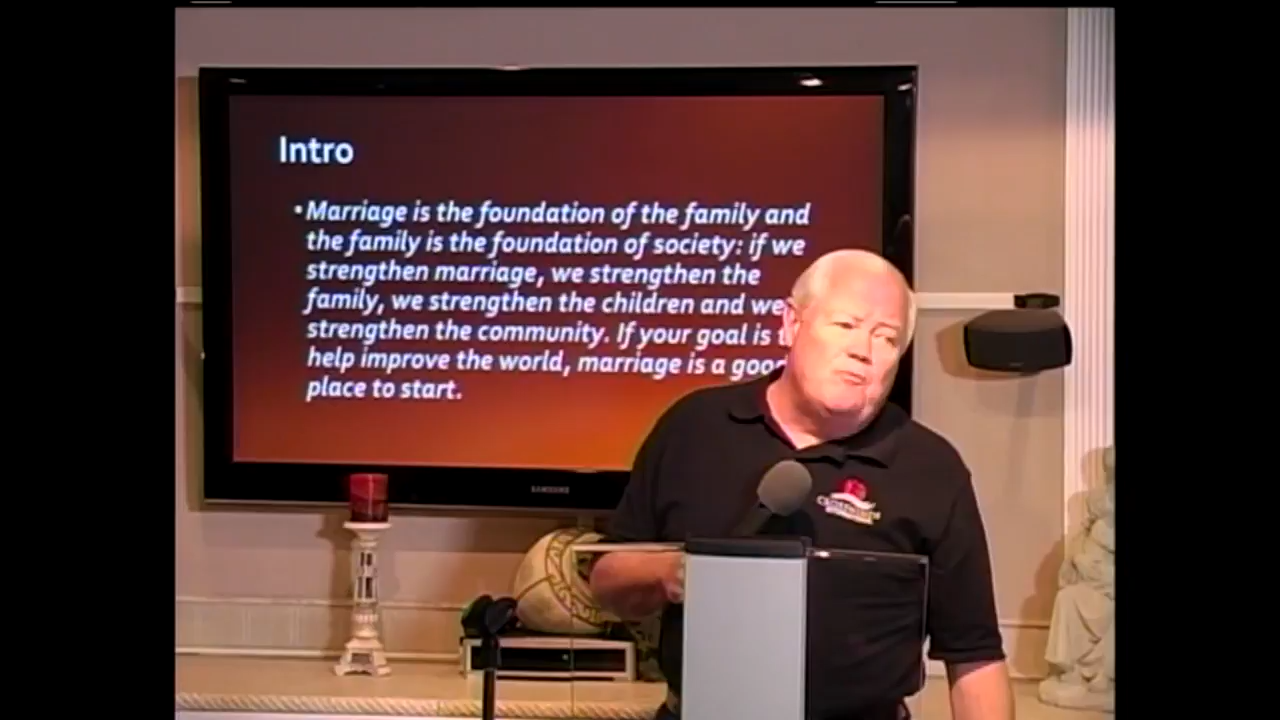 Intro
• Marriage is the foundation of the family and
the family is the foundation of society: if we
strengthen marriage, we strengthen the
family, we strengthen the children and we
strengthen the community. If your goal is
help improve the world, marriage is a good
place to start.
SAMSUNG